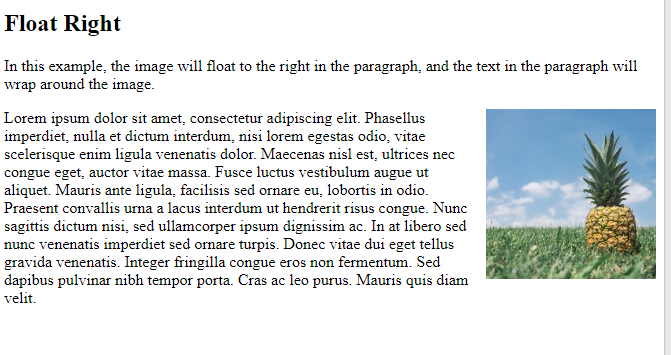 Float Right
In this example, the image will float to the right in the paragraph, and the text in the paragraph will
wrap around the image.
Lorem ipsum dolor sit amet, consectetur adipiscing elit. Phasellus
imperdiet, nulla et dictum interdum, nisi lorem egestas odio, vitae
scelerisque enim ligula venenatis dolor. Maecenas nisl est, ultrices nec
congue eget, auctor vitae massa. Fusce luctus vestibulum augue ut
aliquet. Mauris ante ligula, facilisis sed ornare eu, lobortis in odio.
Praesent convallis urna a lacus interdum ut hendrerit risus congue. Nunc
sagittis dictum nisi, sed ullamcorper ipsum dignissim ac. In at libero sed
nunc venenatis imperdiet sed ornare turpis. Donec vitae dui eget tellus
gravida venenatis. Integer fringilla congue eros non fermentum. Sed
dapibus pulvinar nibh tempor porta. Cras ac leo purus. Mauris quis diam
velit.